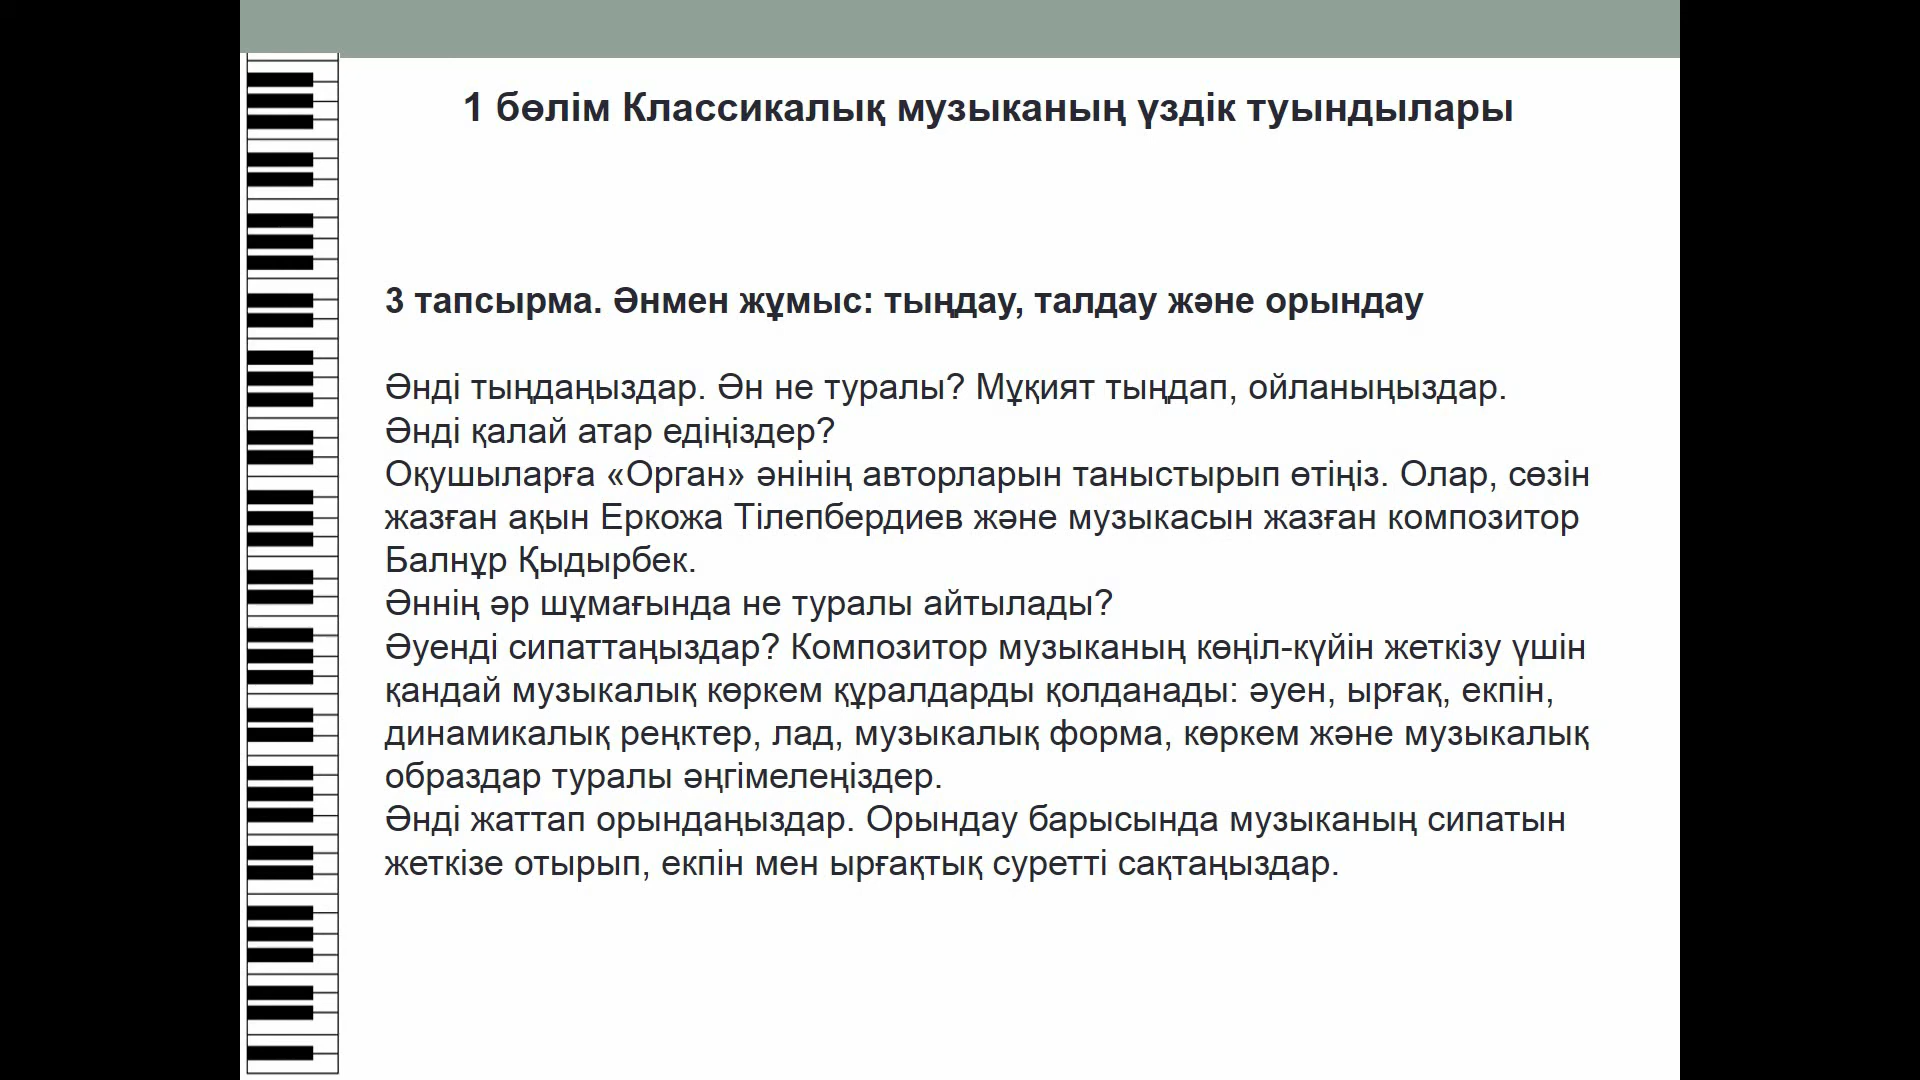 1 бөлім Классикалық музыканың үздік туындылары
3 тапсырма. Әнмен жұмыс: тыңдау, талдау және орындау
Әнді тыңдаңыздар. Ән не туралы? Мұқият тыңдап, ойланыңыздар.
Әнді қалай атар едіңіздер?
Оқушыларға «Орган» әнінің авторларын таныстырып өтіңіз. Олар, сөзін
жазған ақын Еркожа Тілепбердиев және музыкасын жазған композитор
Балнұр Қыдырбек.
Әннің әр шұмағында не туралы айтылады?
Әуенді сипаттаңыздар? Композитор музыканың көңіл-күйін жеткізу үшін
қандай музыкалық көркем құралдарды қолданады: әуен, ырғақ, екпін,
динамикалық реңктер, лад, музыкалық форма, көркем және музыкалық
образдар туралы әңгімелеңіздер.
Әнді жаттап орындаңыздар. Орындау барысында музыканың сипатын
жеткізе отырып, екпін мен ырғақтық суретті сақтаңыздар.